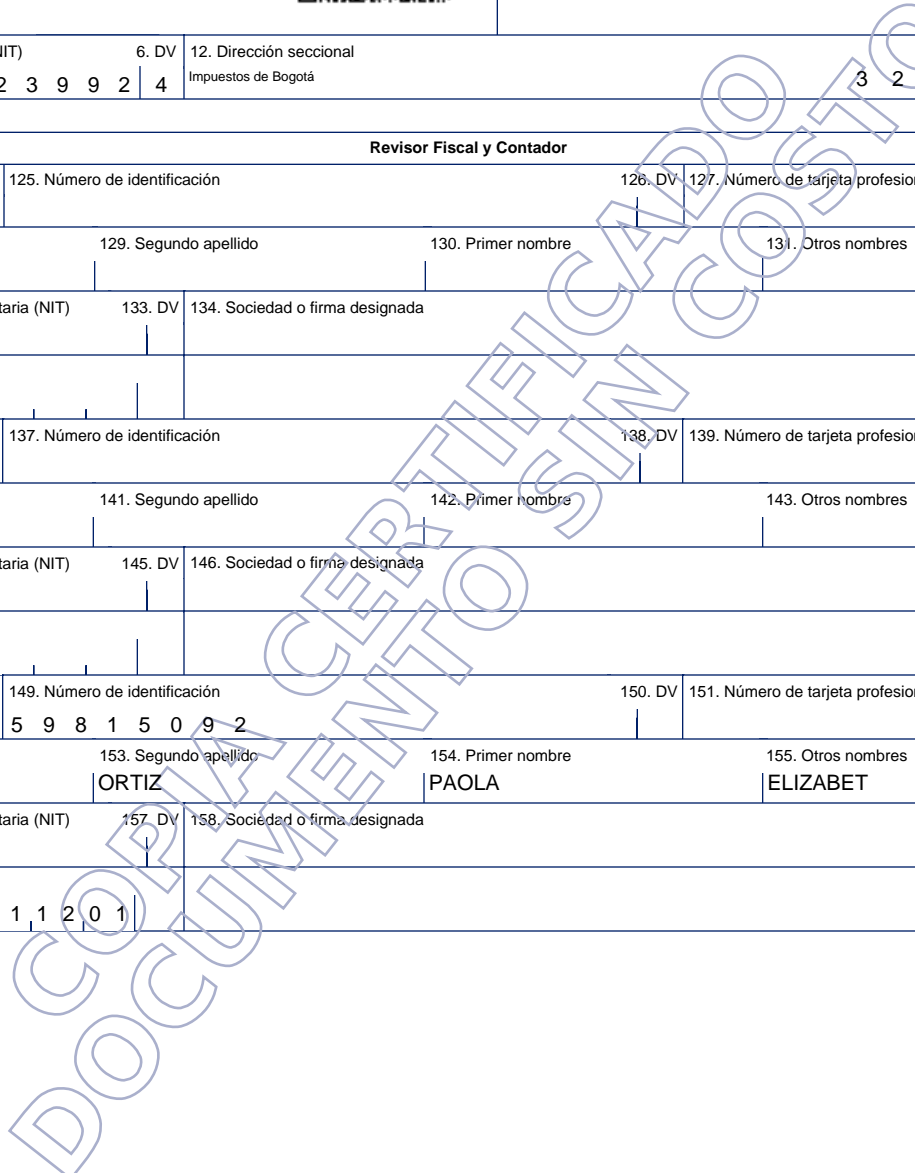 IT) 6. DV 12. Dirección seccional
2 3 9 9 2 4 Impuestos de Bogotá 3 2
Revisor Fiscal y Contador
125. Número de identificación 126. DV 127. Número de tarjeta profesion
129. Segundo apellido 130. Primer nombre 131. Otros nombres
taria (NIT) 133. DV 134. Sociedad o firma designada
137. Número de identificación 138. DV 139. Número de tarjeta profesion
141. Segundo apellido 142. Primer nombre 143. Otros nombres
taria (NIT) 145. DV 146. Sociedad o firma designada
149. Número de identificación 150. DV 151. Número de tarjeta profesion
5 9 8 1 5 0 9 2
153. Segundo apellido 154. Primer nombre 155. Otros nombres
ORTIZ PAOLA ELIZABET
taria (NIT) 157. DV 158. Sociedad o firma designada
1 1 2 0 1
COPIA CERTIFICADO
DOCUMENTO SIN COSTO